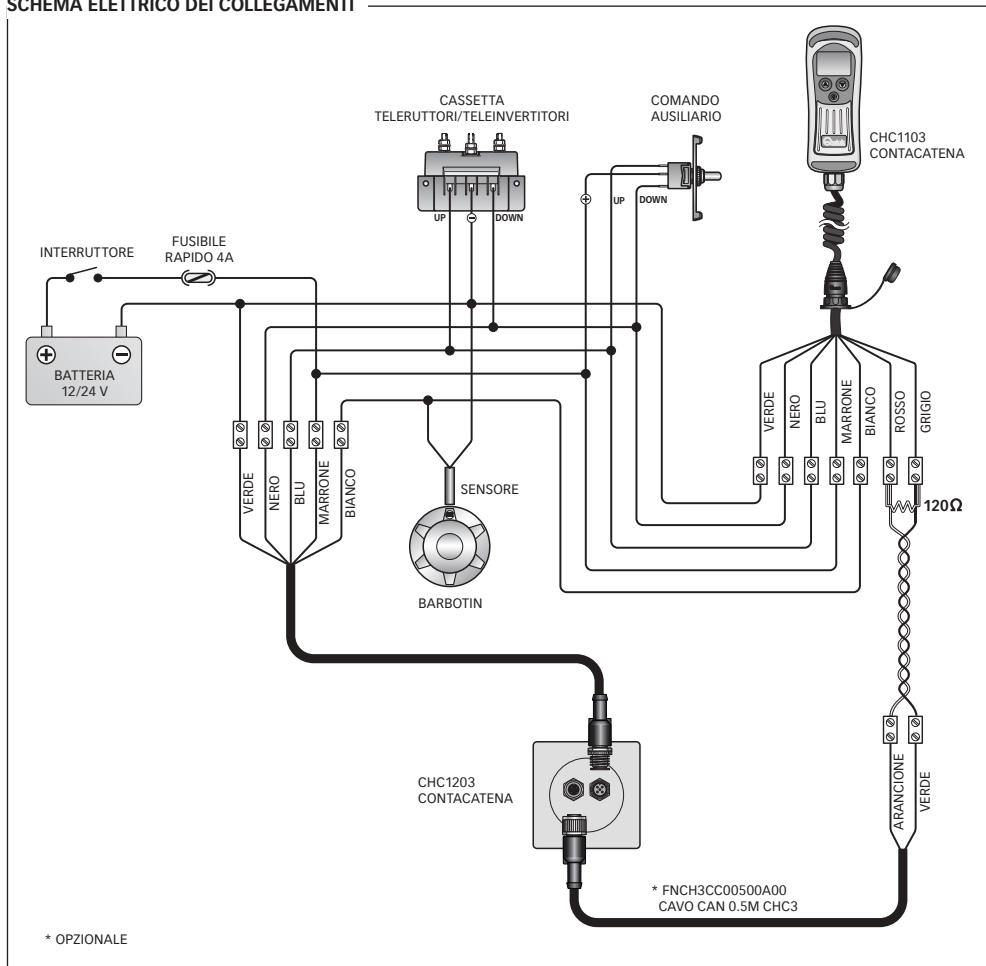 SCHEMA ELETTRICO DEI COLLEGAMENTI
CASSETTA
TELERUTTORI/TELEINVERTITORI
COMANDO
AUSILIARIO
CHC1103
CONTACATENA
UP
DOWN
UP
DOWN
INTERRUTTORE
FUSIBILE
RAPIDO 4A
BATTERIA
12/24 V
VERDE
NERO
BLU
MARRONE
BIANCO
ROSSO
GRIGIO
VERDE
NERO
BLU
MARRONE
BIANCO
SENSORE
120Ω
BARBOTIN
CHC1203
CONTACATENA
ARANCIONE
VERDE
* FNCH3CC00500A00
CAVO CAN 0.5M CHC3
* OPZIONALE